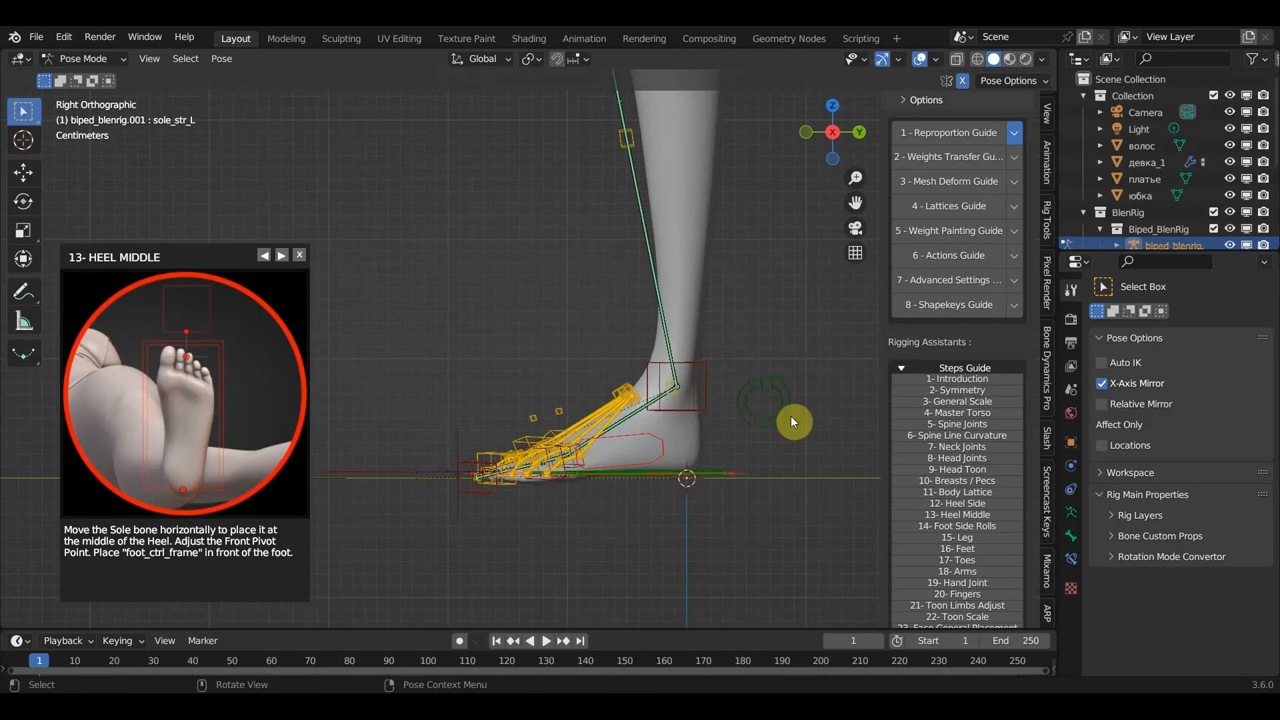 File Edit Render Window Help Layout Modeling Sculpting UV Editing Texture Paint Shading Animation Rendering Compositing Geometry Nodes Scripting + Scene View Layer
Pose Mode View Select Pose Global
X Pose Options
Right Orthographic
(1) biped_blenrig.001 : sole_str_L
Centimeters
Z
Y
X
13- HEEL MIDDLE
Move the Sole bone horizontally to place it at
the middle of the Heel. Adjust the Front Pivot
Point. Place "foot_ctrl_frame" in front of the foot.
Options
1 - Reproportion Guide
2 - Weights Transfer Gu...
3 - Mesh Deform Guide
4 - Lattices Guide
5 - Weight Painting Guide
6 - Actions Guide
7 - Advanced Settings ...
8 - Shapekeys Guide
Rigging Assistants :
Steps Guide
1- Introduction
2- Symmetry
3- General Scale
4- Master Torso
5- Spine Joints
6- Spine Line Curvature
7- Neck Joints
8- Head Joints
9- Head Toon
10- Breasts / Pecs
11- Body Lattice
12- Heel Side
13- Heel Middle
14- Foot Side Rolls
15- Leg
16- Feet
17- Toes
18- Arms
19- Hand Joint
20- Fingers
21- Toon Limbs Adjust
22- Toon Scale
23- Face General Placement
View
Animation
Rig Tools
Pixel Render
Bone Dynamics Pro
Slash
Screencast Keys
Mixamo
ARP
Scene Collection
Collection
Camera
Light
волос
девка_1
платье
юбка
BlenRig
Biped_BlenRig
biped_blenrig.
Select Box
Pose Options
Auto IK
X-Axis Mirror
Relative Mirror
Affect Only
Locations
Workspace
Rig Main Properties
Rig Layers
Bone Custom Props
Rotation Mode Convertor
Playback Keying View Marker 1 Start 1 End 250
1 10 20 30 40 50 60 70 80 90 100 110 120 130 140 150 160 170 180 190 200 210 220 230 240 250
Select Rotate View Pose Context Menu 3.6.0